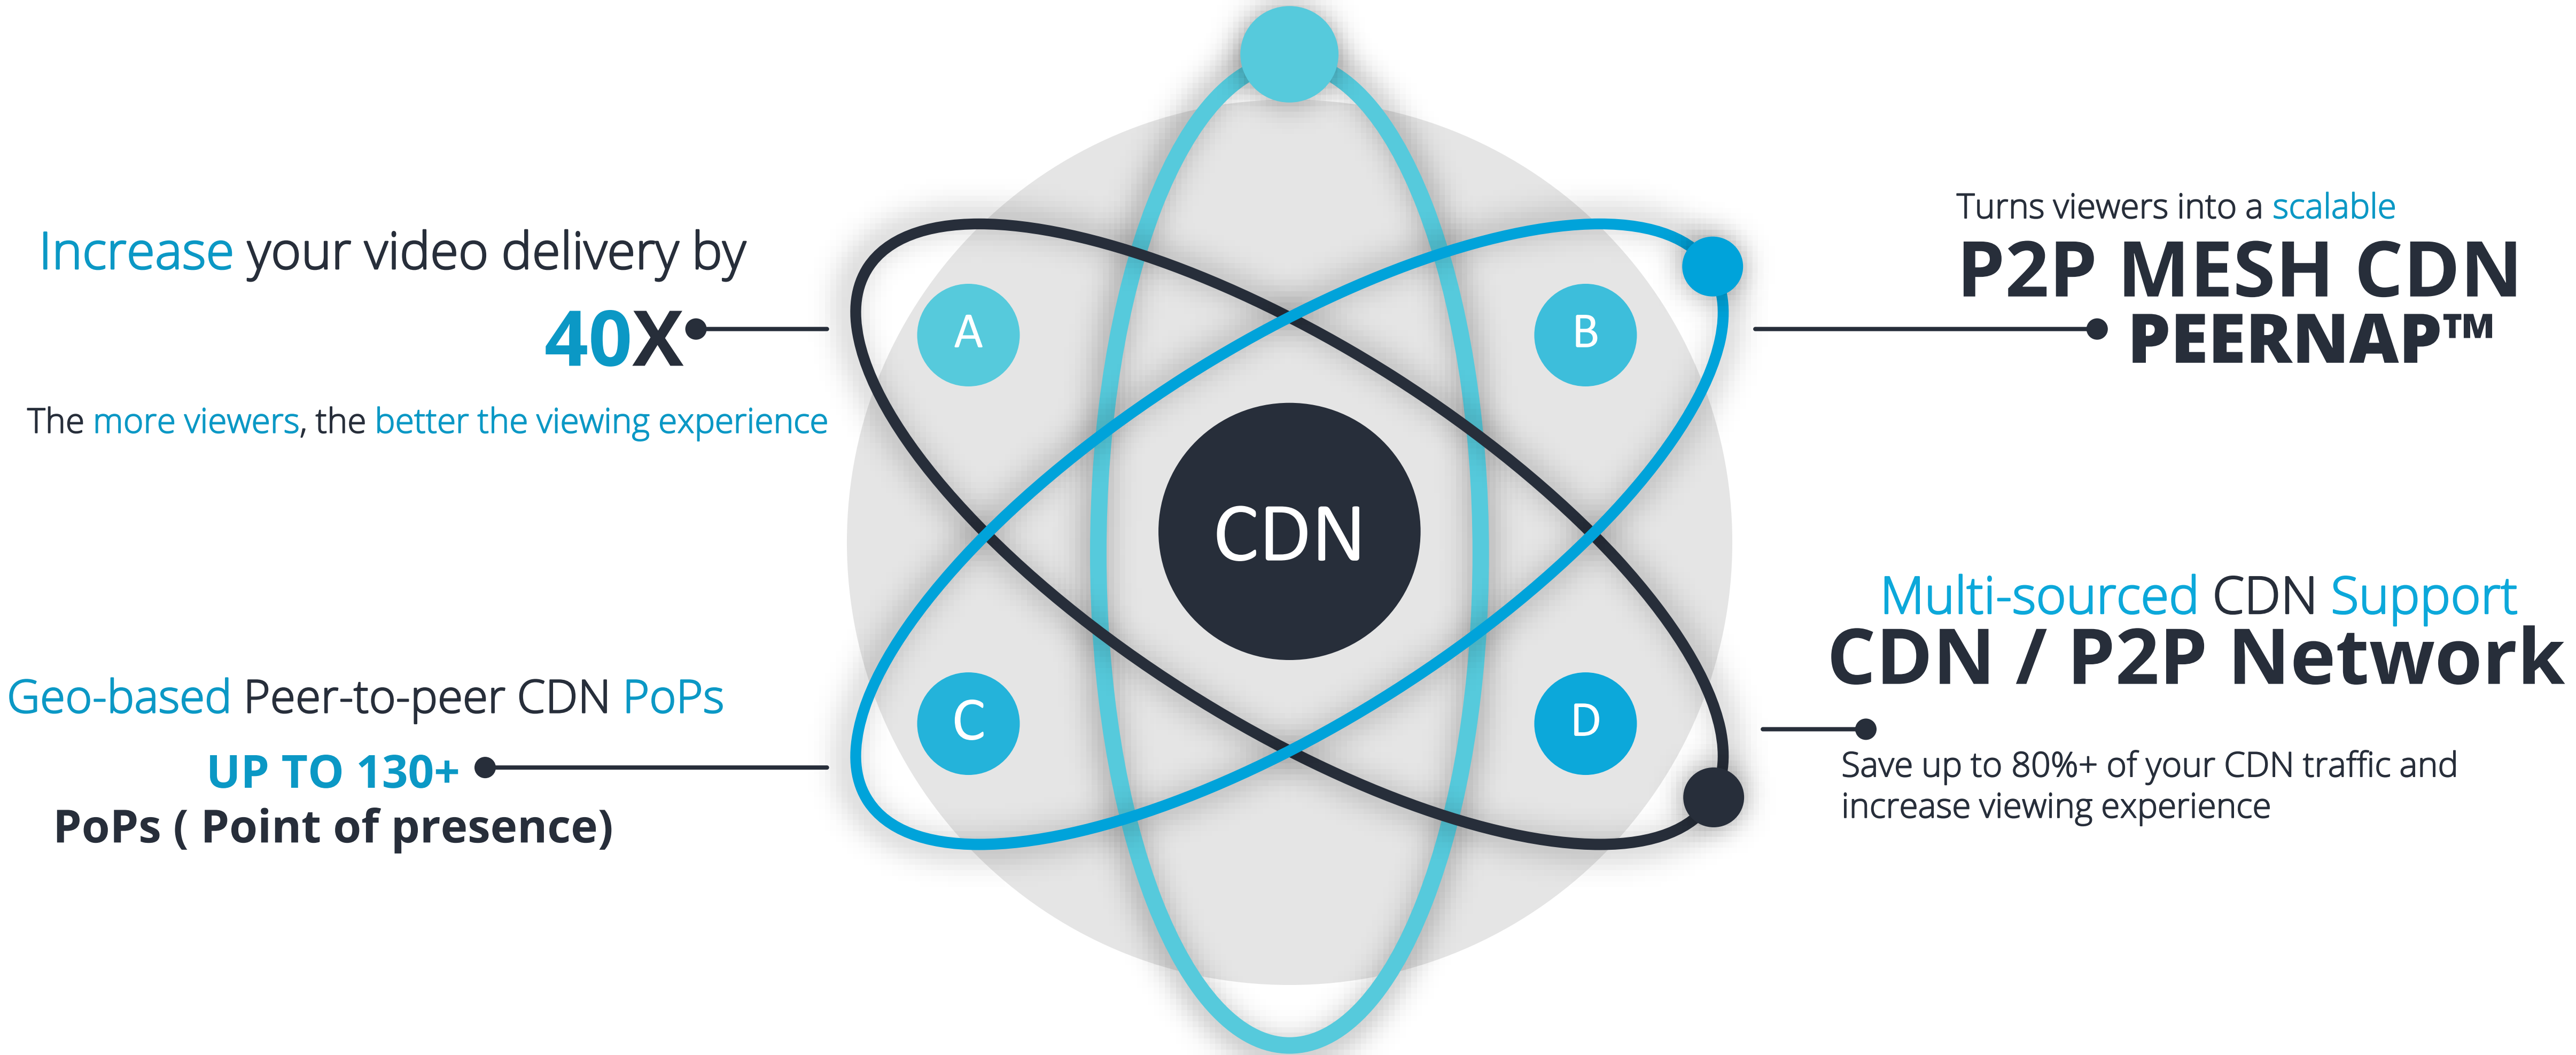 Increase your video delivery by
40X
The more viewers, the better the viewing experience
A
Turns viewers into a scalable
P2P MESH CDN
PEERNAP™
B
CDN
Geo-based Peer-to-peer CDN PoPs
UP TO 130+
PoPs ( Point of presence)
C
Multi-sourced CDN Support
CDN / P2P Network
Save up to 80%+ of your CDN traffic and
increase viewing experience
D